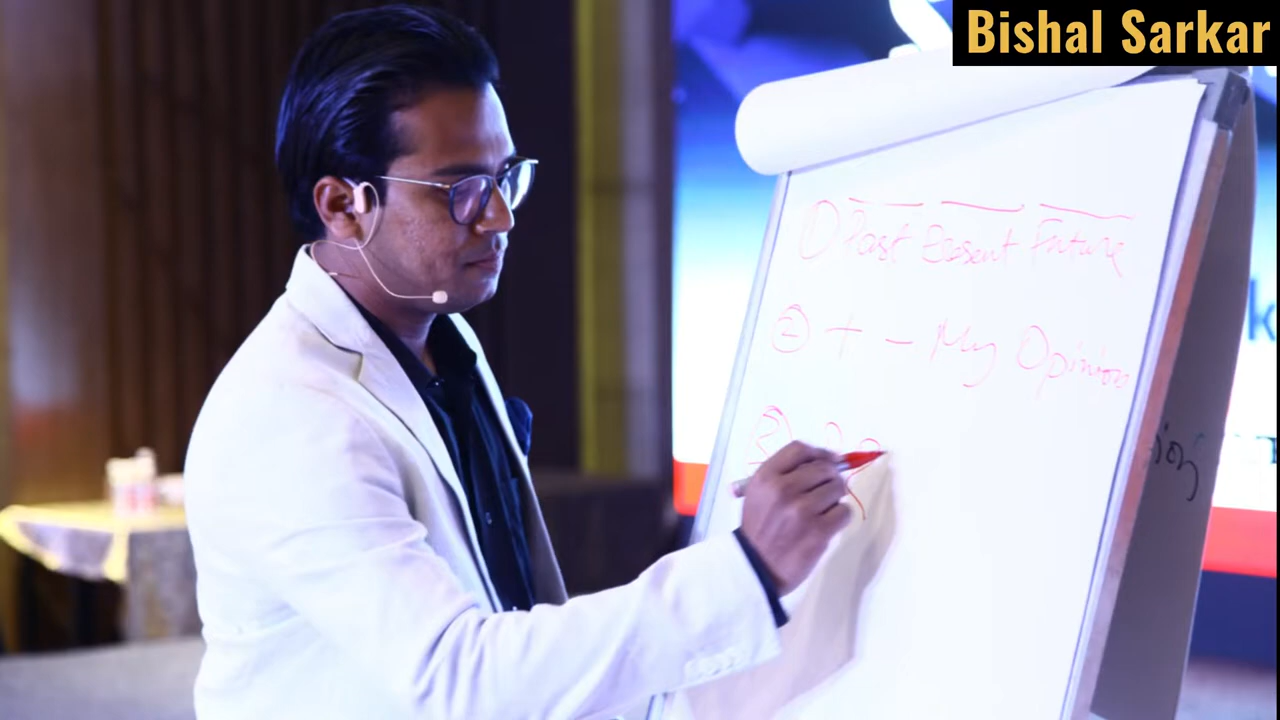 Bishal Sarkar
① Past Present Future
② + - My Opinion